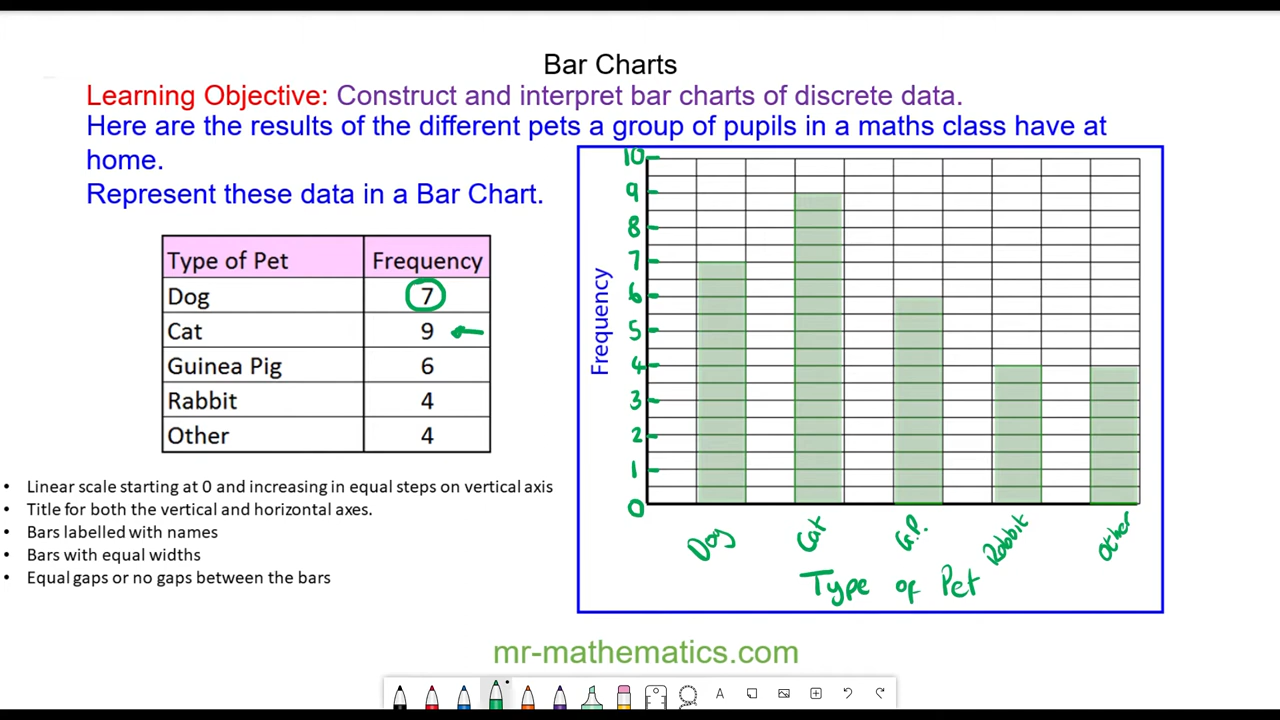 Bar Charts
Learning Objective: Construct and interpret bar charts of discrete data.
Here are the results of the different pets a group of pupils in a maths class have at
home.
Represent these data in a Bar Chart.
Type of Pet Frequency
Dog 7
Cat 9
Guinea Pig 6
Rabbit 4
Other 4
• Linear scale starting at 0 and increasing in equal steps on vertical axis
• Title for both the vertical and horizontal axes.
• Bars labelled with names
• Bars with equal widths
• Equal gaps or no gaps between the bars
Frequency
10
9
8
7
6
5
4
3
2
1
0
Dog Cat G.P. Rabbit Other
Type of Pet
mr-mathematics.com
A